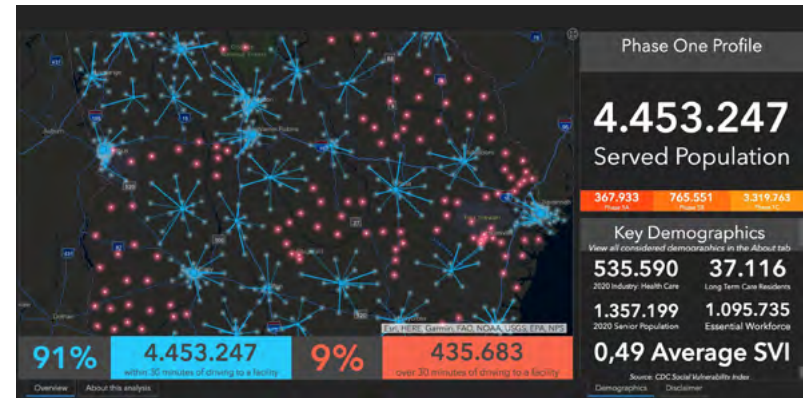 Auburn
Dothan
Savannah
Esri, HERE, Garmin, FAO, NOAA, USGS, EPA, NPS
91%
4.453.247
within 30 minutes of driving to a facility
9%
435.683
over 30 minutes of driving to a facility
Overview
About this analysis
Phase One Profile
4.453.247
Served Population
367.933
765.551
3.319.763
Phase 1A
Phase 1B
Phase 1C
Key Demographics
View all considered demographics in the About tab
535.590
37.116
2020 Industry: Health Care
Long Term Care Residents
1.357.199
1.095.735
2020 Senior Population
Essential Workforce
0,49 Average SVI
Source: CDC Social Vulnerability Index
Demographics
Disclaimer